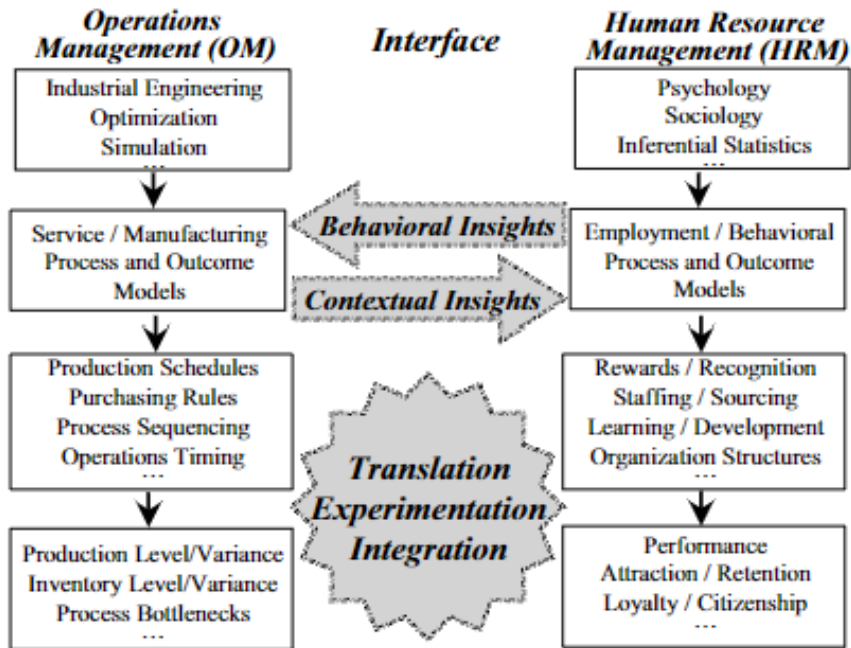 Operations
Management (OM)
Interface
Human Resource
Management (HRM)
Industrial Engineering
Optimization
Simulation
...
Psychology
Sociology
Inferential Statistics
...
Service / Manufacturing
Process and Outcome
Models
Behavioral Insights
Contextual Insights
Employment / Behavioral
Process and Outcome
Models
Production Schedules
Purchasing Rules
Process Sequencing
Operations Timing
...
Translation
Experimentation
Integration
Rewards / Recognition
Staffing / Sourcing
Learning / Development
Organization Structures
...
Production Level/Variance
Inventory Level/Variance
Process Bottlenecks
...
Performance
Attraction / Retention
Loyalty / Citizenship
...